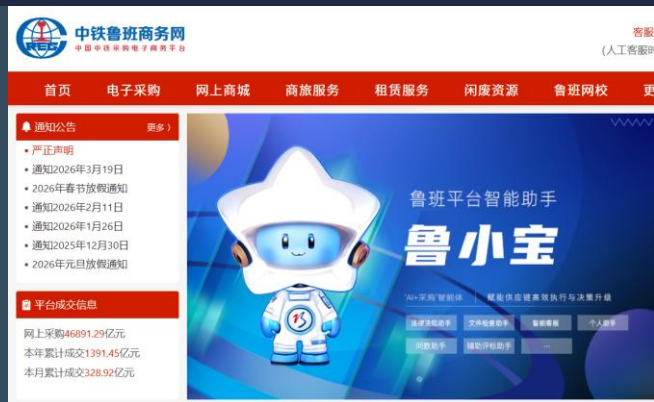 中铁鲁班商务网
中国中铁采购电子商务平台
CREG
客服
(人工客服时
首页 电子采购 网上商城 商旅服务 租赁服务 闲废资源 鲁班网校 更
通知公告 更多 〉
• 严正声明
• 通知2026年3月19日
• 2026年春节放假通知
• 通知2026年2月11日
• 通知2026年1月26日
• 通知2025年12月30日
• 2026年元旦放假通知
平台成交信息
网上采购46891.29亿元
本年累计成交1391.45亿元
本月累计成交328.92亿元
鲁班平台智能助手
鲁小宝
“AI+采购”智能体 | 赋能供应链高效执行与决策升级
法律法规助手 文件检查助手 智能客服 个人助手
问数助手 辅助评标助手 ...